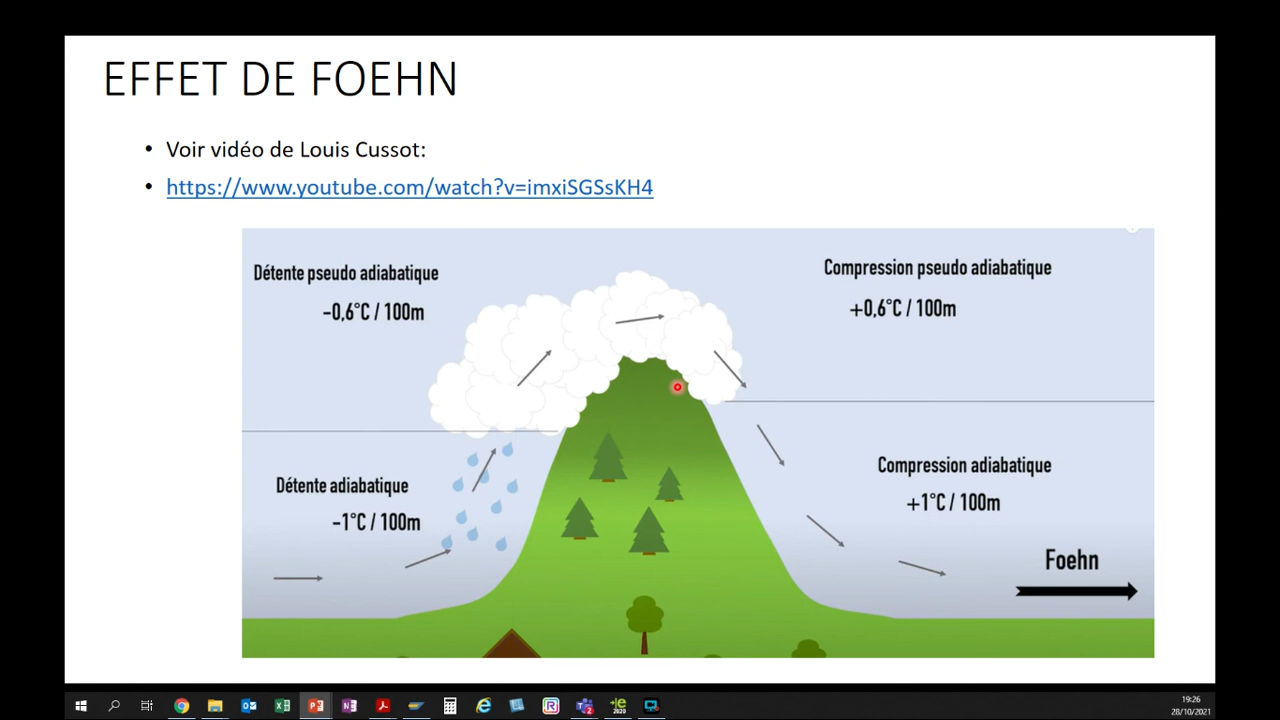 EFFET DE FOEHN
• Voir vidéo de Louis Cussot:
• https://www.youtube.com/watch?v=imxiSGSsKH4
Détente pseudo adiabatique
-0,6°C / 100m
Compression pseudo adiabatique
+0,6°C / 100m
Détente adiabatique
-1°C / 100m
Compression adiabatique
+1°C / 100m
Foehn
19:26
28/10/2021